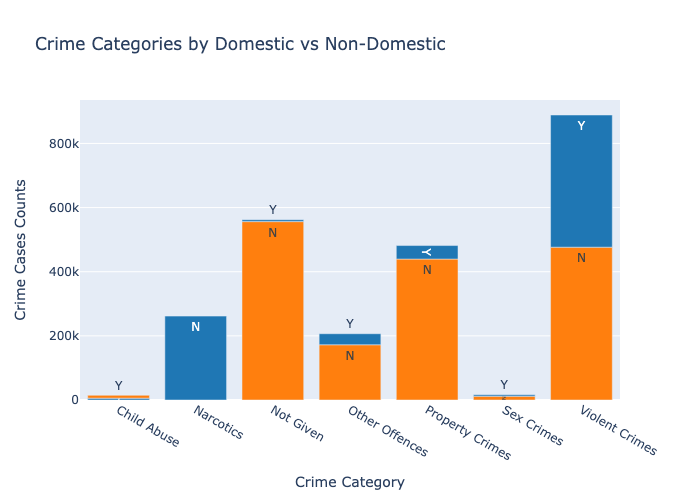 Crime Categories by Domestic vs Non-Domestic
Crime Cases Counts
800k
600k
400k
200k
0
Y
N
Y
N
Y
N
Y
N
Y
Y
N
Child Abuse
Narcotics
Not Given
Other Offences
Property Crimes
Sex Crimes
Violent Crimes
Crime Category